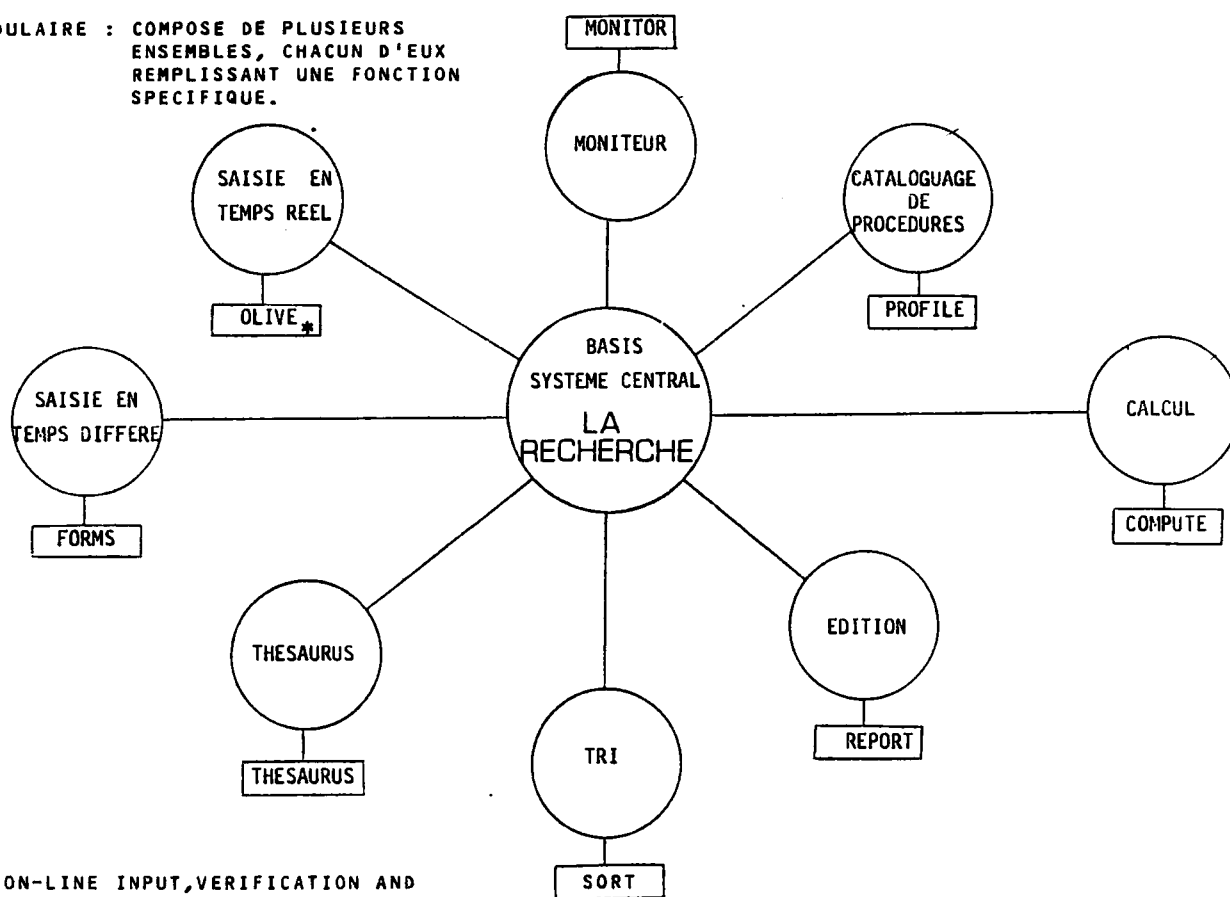 DULAIRE : COMPOSE DE PLUSIEURS
ENSEMBLES, CHACUN D'EUX
REMPLISSANT UNE FONCTION
SPECIFIQUE.
MONITOR
MONITEUR
SAISIE EN
TEMPS REEL
OLIVE*
CATALOGUAGE
DE
PROCEDURES
PROFILE
BASIS
SYSTEME CENTRAL
LA
RECHERCHE
SAISIE EN
TEMPS DIFFERE
FORMS
CALCUL
COMPUTE
THESAURUS
THESAURUS
EDITION
REPORT
TRI
SORT
ON-LINE INPUT,VERIFICATION AND